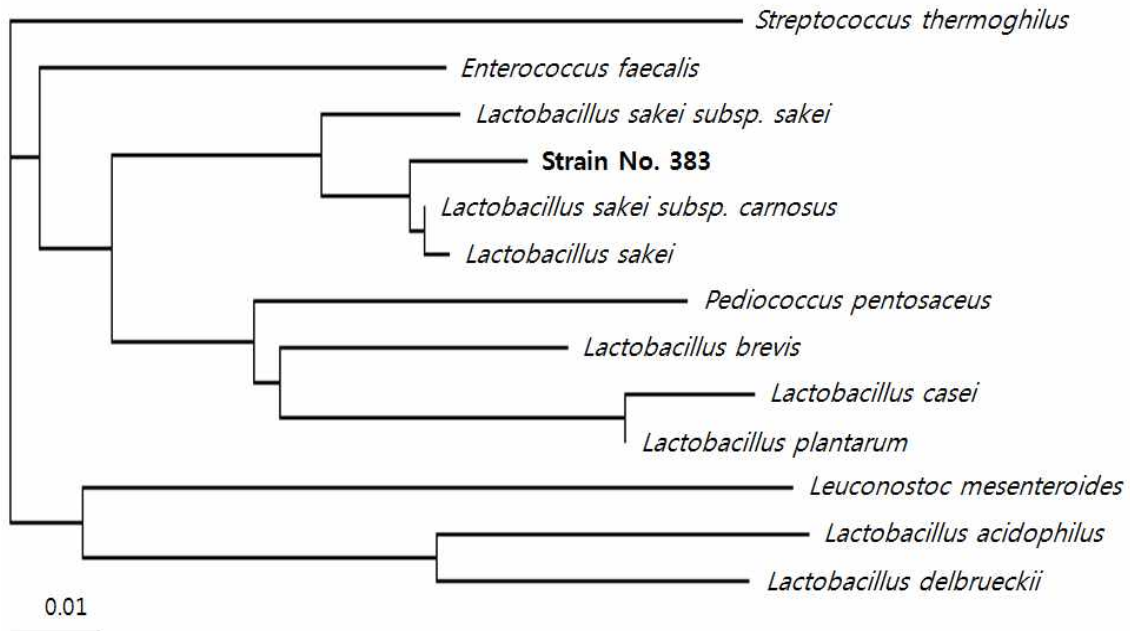 Streptococcus thermoghilus
Enterococcus faecalis
Lactobacillus sakei subsp. sakei
Strain No. 383
Lactobacillus sakei subsp. carnosus
Lactobacillus sakei
Pediococcus pentosaceus
Lactobacillus brevis
Lactobacillus casei
Lactobacillus plantarum
Leuconostoc mesenteroides
Lactobacillus acidophilus
Lactobacillus delbrueckii
0.01